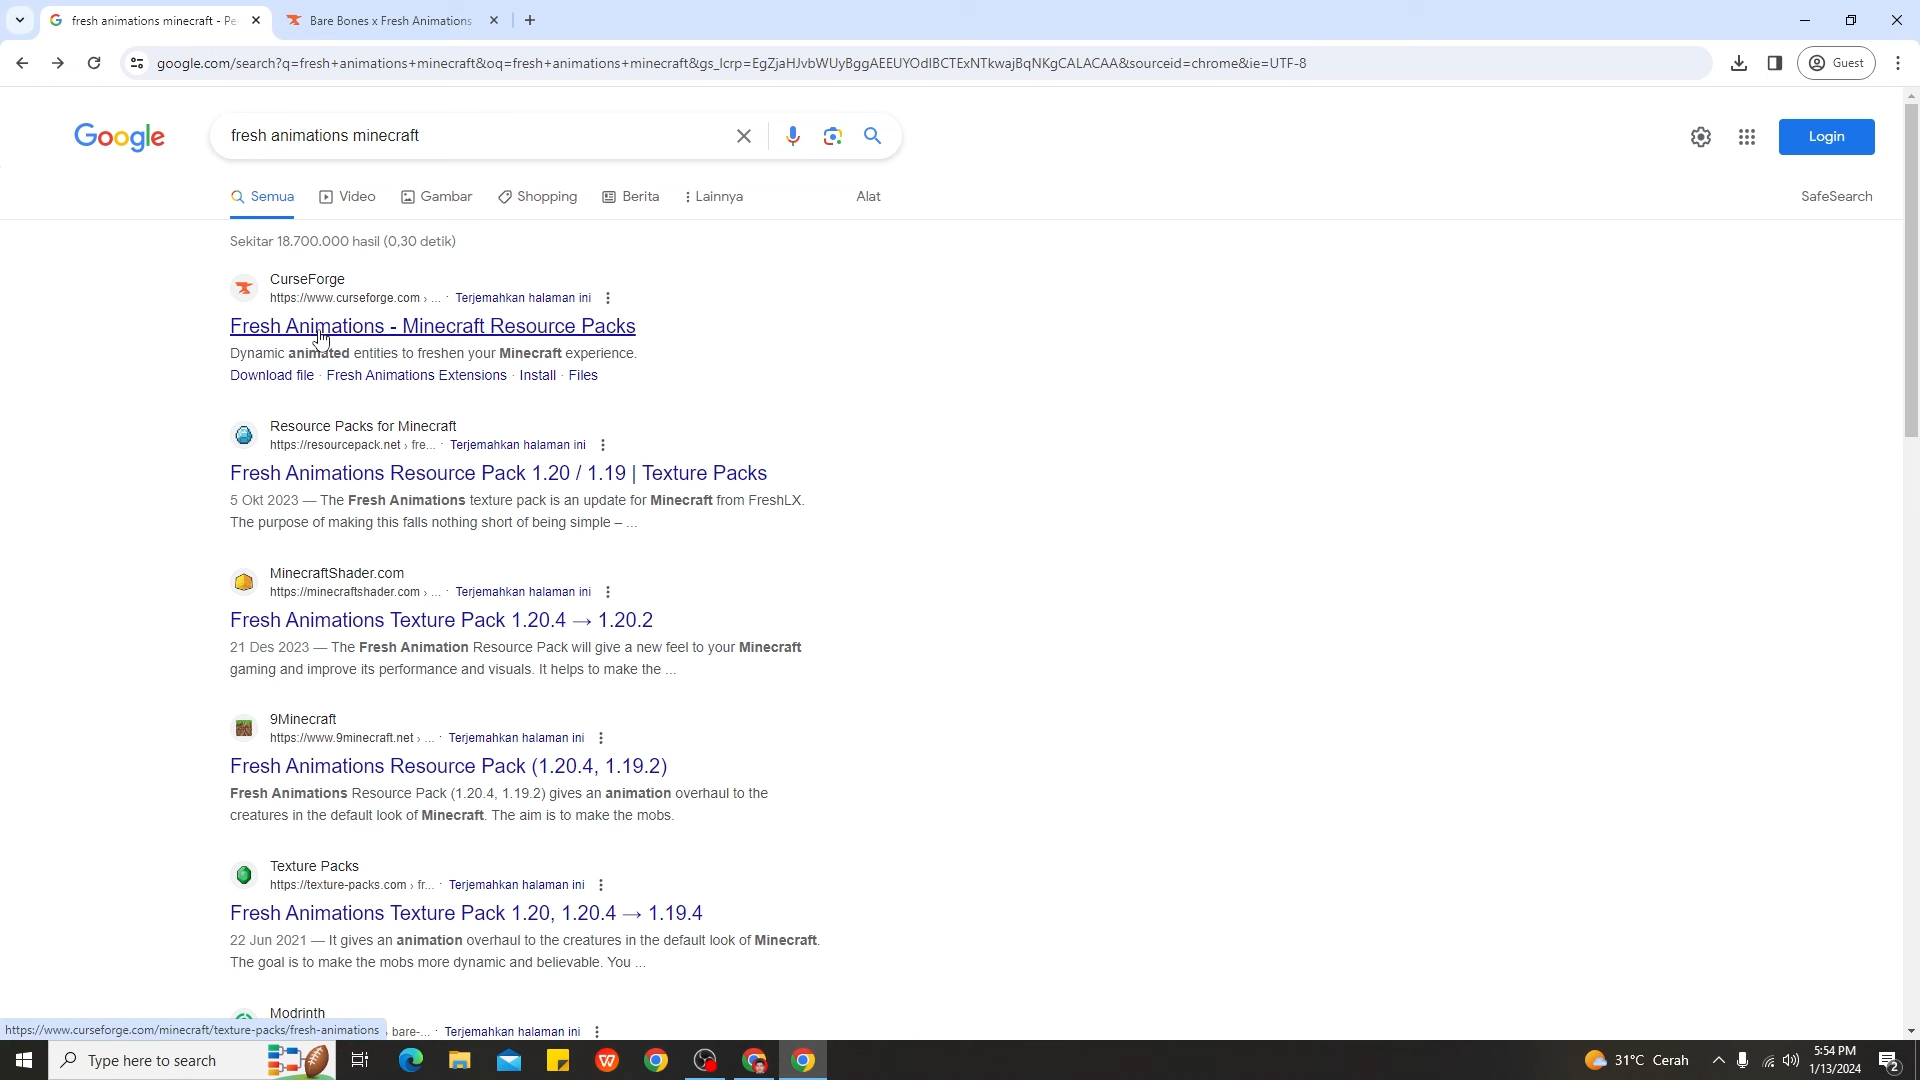 fresh animations minecraft - Pe
Bare Bones x Fresh Animations
google.com/search?q=fresh+animations+minecraft&oq=fresh+animations+minecraft&gs_lcrp=EgZjaHJvbWUyBggAEEUYOdIBCTExNTkwajBqNKgCALACAA&sourceid=chrome&ie=UTF-8
Guest
Google
fresh animations minecraft
Login
Semua
Video
Gambar
Shopping
Berita
Lainnya
Alat
SafeSearch
Sekitar 18.700.000 hasil (0,30 detik)
CurseForge
https://www.curseforge.com › ... · Terjemahkan halaman ini
Fresh Animations - Minecraft Resource Packs
Dynamic animated entities to freshen your Minecraft experience.
Download file · Fresh Animations Extensions · Install · Files
Resource Packs for Minecraft
https://resourcepack.net › fre... · Terjemahkan halaman ini
Fresh Animations Resource Pack 1.20 / 1.19 | Texture Packs
5 Okt 2023 — The Fresh Animations texture pack is an update for Minecraft from FreshLX.
The purpose of making this falls nothing short of being simple – ...
MinecraftShader.com
https://minecraftshader.com › ... · Terjemahkan halaman ini
Fresh Animations Texture Pack 1.20.4 → 1.20.2
21 Des 2023 — The Fresh Animation Resource Pack will give a new feel to your Minecraft
gaming and improve its performance and visuals. It helps to make the ...
9Minecraft
https://www.9minecraft.net › ... · Terjemahkan halaman ini
Fresh Animations Resource Pack (1.20.4, 1.19.2)
Fresh Animations Resource Pack (1.20.4, 1.19.2) gives an animation overhaul to the
creatures in the default look of Minecraft. The aim is to make the mobs.
Texture Packs
https://texture-packs.com › fr... · Terjemahkan halaman ini
Fresh Animations Texture Pack 1.20, 1.20.4 → 1.19.4
22 Jun 2021 — It gives an animation overhaul to the creatures in the default look of Minecraft.
The goal is to make the mobs more dynamic and believable. You ...
Modrinth
https://www.curseforge.com/minecraft/texture-packs/fresh-animations
› bare-... · Terjemahkan halaman ini
Type here to search
31°C Cerah
5:54 PM
1/13/2024
2